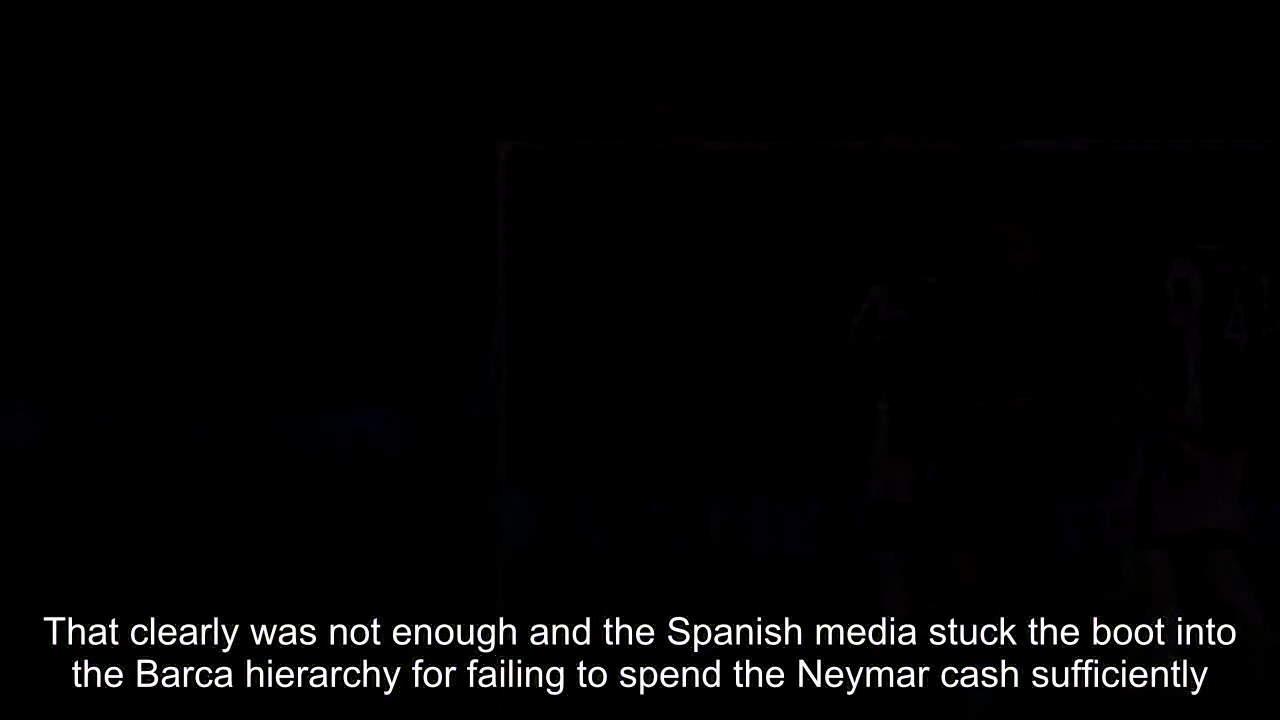 That clearly was not enough and the Spanish media stuck the boot into
the Barca hierarchy for failing to spend the Neymar cash sufficiently